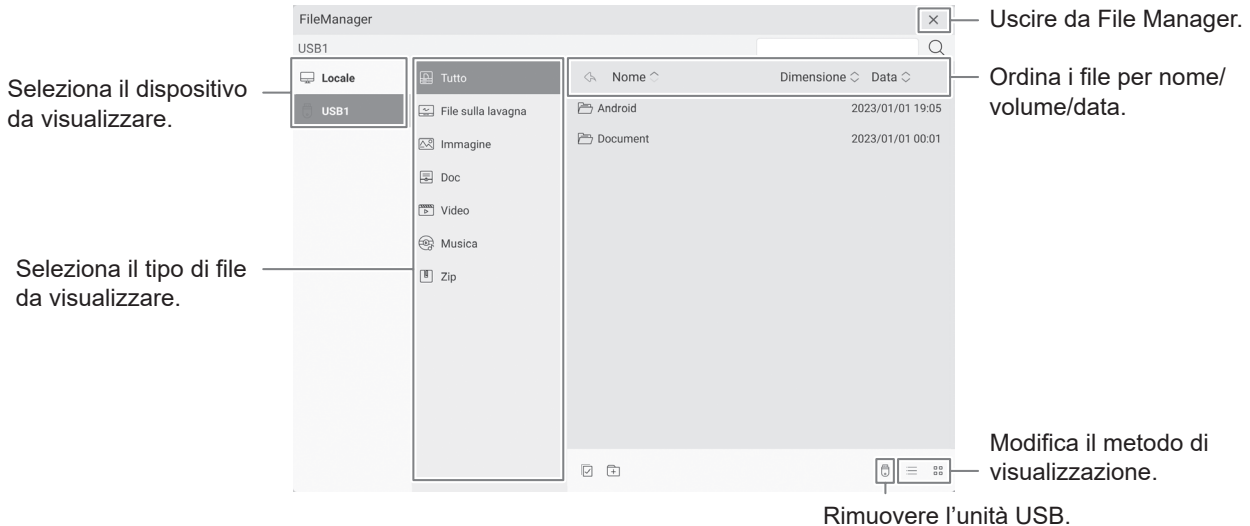 FileManager
Uscire da File Manager.
USB1
Seleziona il dispositivo
da visualizzare.
Locale
USB1
Tutto
File sulla lavagna
Immagine
Doc
Video
Musica
Zip
Nome
Dimensione
Data
Ordina i file per nome/
volume/data.
Android
2023/01/01 19:05
Document
2023/01/01 00:01
Seleziona il tipo di file
da visualizzare.
Modifica il metodo di
visualizzazione.
Rimuovere l’unità USB.